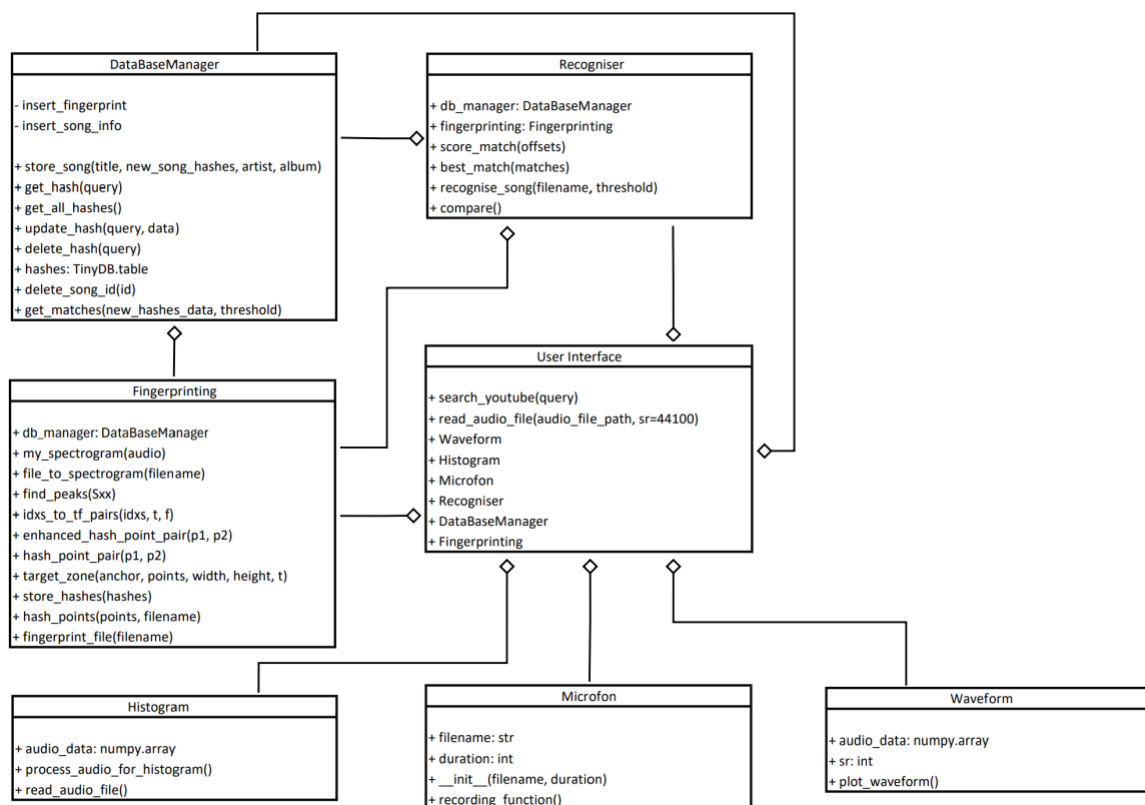 DataBaseManager
- insert_fingerprint
- insert_song_info
+ store_song(title, new_song_hashes, artist, album)
+ get_hash(query)
+ get_all_hashes()
+ update_hash(query, data)
+ delete_hash(query)
+ hashes: TinyDB.table
+ delete_song_id(id)
+ get_matches(new_hashes_data, threshold)
Recogniser
+ db_manager: DataBaseManager
+ fingerprinting: Fingerprinting
+ score_match(offsets)
+ best_match(matches)
+ recognise_song(filename, threshold)
+ compare()
Fingerprinting
+ db_manager: DataBaseManager
+ my_spectrogram(audio)
+ file_to_spectrogram(filename)
+ find_peaks(Sxx)
+ idxs_to_tf_pairs(idxs, t, f)
+ enhanced_hash_point_pair(p1, p2)
+ hash_point_pair(p1, p2)
+ target_zone(anchor, points, width, height, t)
+ store_hashes(hashes)
+ hash_points(points, filename)
+ fingerprint_file(filename)
User Interface
+ search_youtube(query)
+ read_audio_file(audio_file_path, sr=44100)
+ Waveform
+ Histogram
+ Microfon
+ Recogniser
+ DataBaseManager
+ Fingerprinting
Histogram
+ audio_data: numpy.array
+ process_audio_for_histogram()
+ read_audio_file()
Microfon
+ filename: str
+ duration: int
+ __init__(filename, duration)
+ recording_function()
Waveform
+ audio_data: numpy.array
+ sr: int
+ plot_waveform()